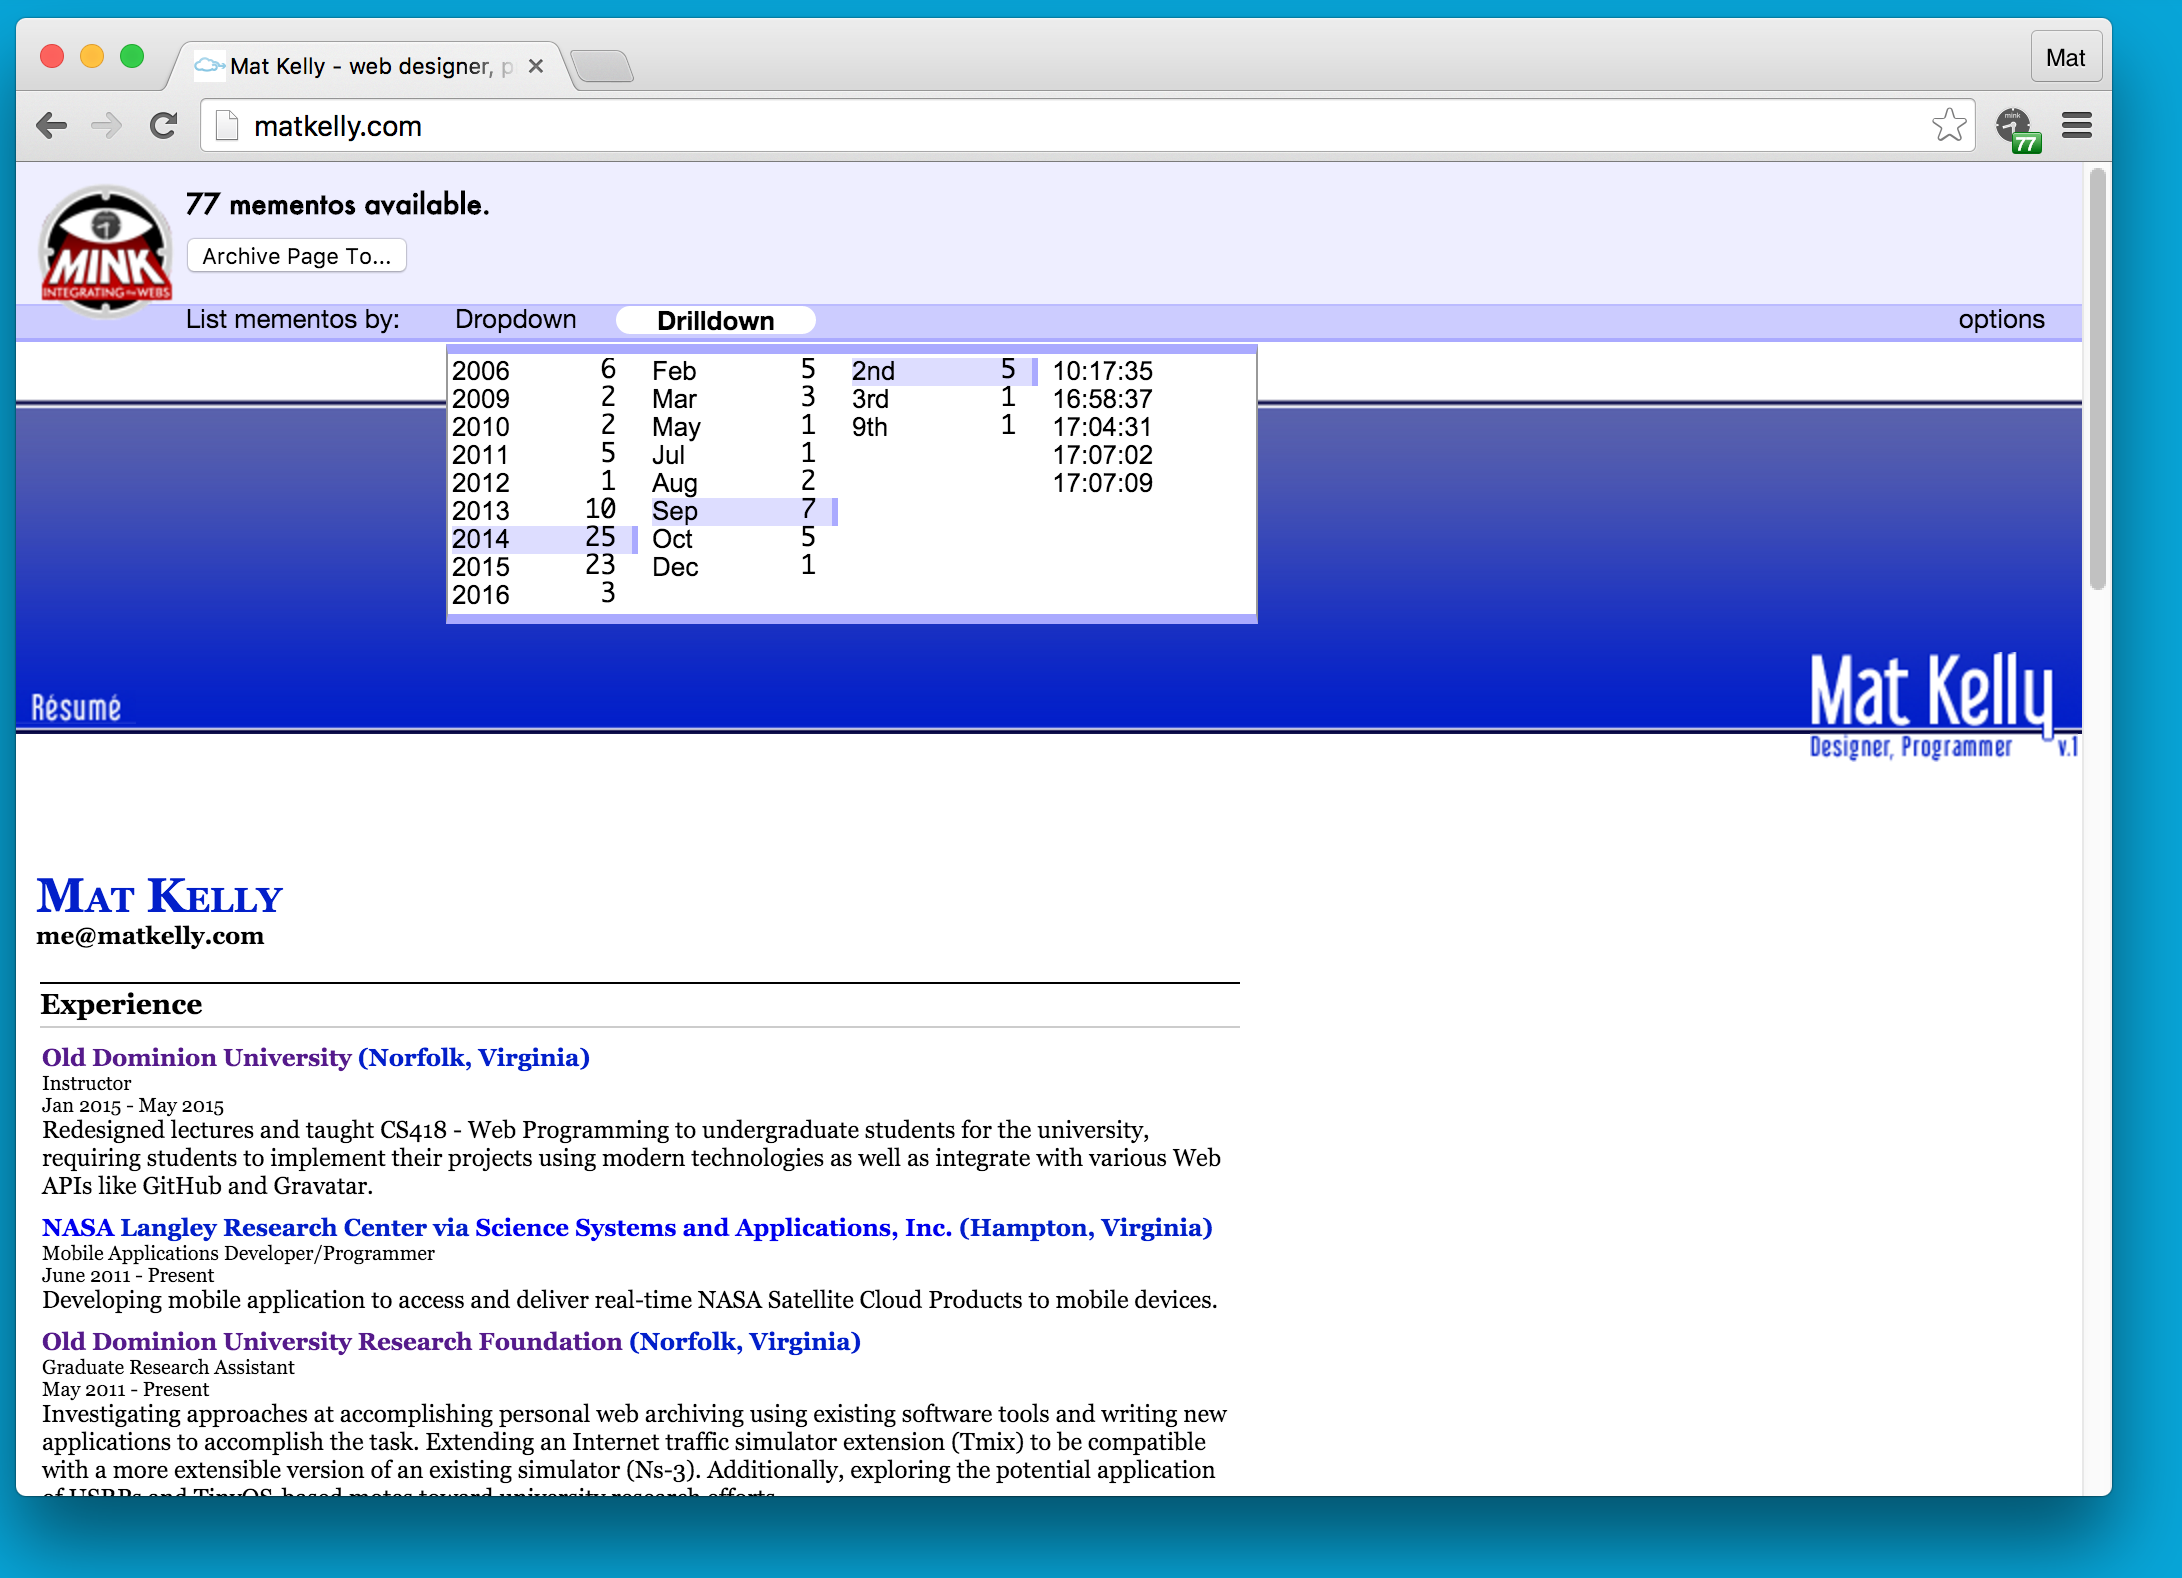 Mat Kelly - web designer, p
Mat
matkelly.com
mink
77
77 mementos available.
MINK
INTEGRATING the WEBS
Archive Page To...
List mementos by: Dropdown Drilldown options
2006 6 Feb 5 2nd 5 10:17:35
2009 2 Mar 3 3rd 1 16:58:37
2010 2 May 1 9th 1 17:04:31
2011 5 Jul 1 17:07:02
2012 1 Aug 2 17:07:09
2013 10 Sep 7
2014 25 Oct 5
2015 23 Dec 1
2016 3
Résumé
Mat Kelly
Designer, Programmer v.1
Mat Kelly
me@matkelly.com
Experience
Old Dominion University (Norfolk, Virginia)
Instructor
Jan 2015 - May 2015
Redesigned lectures and taught CS418 - Web Programming to undergraduate students for the university,
requiring students to implement their projects using modern technologies as well as integrate with various Web
APIs like GitHub and Gravatar.
NASA Langley Research Center via Science Systems and Applications, Inc. (Hampton, Virginia)
Mobile Applications Developer/Programmer
June 2011 - Present
Developing mobile application to access and deliver real-time NASA Satellite Cloud Products to mobile devices.
Old Dominion University Research Foundation (Norfolk, Virginia)
Graduate Research Assistant
May 2011 - Present
Investigating approaches at accomplishing personal web archiving using existing software tools and writing new
applications to accomplish the task. Extending an Internet traffic simulator extension (Tmix) to be compatible
with a more extensible version of an existing simulator (Ns-3). Additionally, exploring the potential application
of USRPs and TinyOS-based motes toward university research efforts.